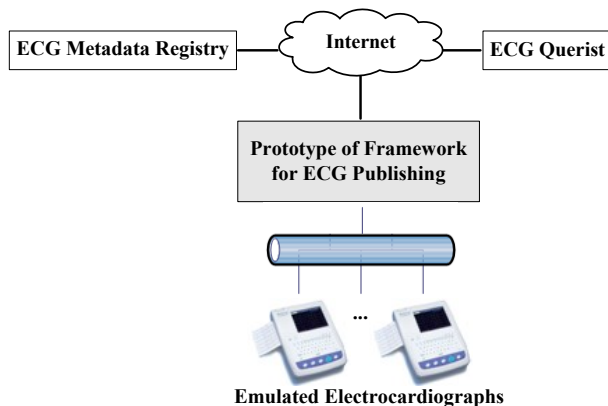 ECG Metadata Registry
Internet
ECG Querist
Prototype of Framework
for ECG Publishing
...
Emulated Electrocardiographs